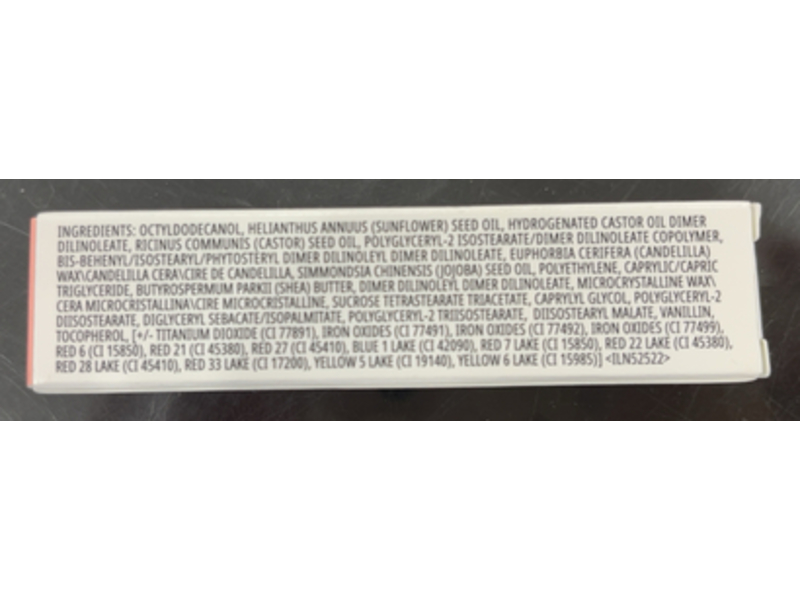 INGREDIENTS: OCTYLDODECANOL, HELIANTHUS ANNUUS (SUNFLOWER) SEED OIL, HYDROGENATED CASTOR OIL DIMER
DILINOLEATE, RICINUS COMMUNIS (CASTOR) SEED OIL, POLYGLYCERYL-2 ISOSTEARATE/DIMER DILINOLEATE COPOLYMER,
BIS-BEHENYL/ISOSTEARYL/PHYTOSTERYL DIMER DILINOLEYL DIMER DILINOLEATE, EUPHORBIA CERIFERA (CANDELILLA)
WAX\CANDELILLA CERA\CIRE DE CANDELILLA, SIMMONDSIA CHINENSIS (JOJOBA) SEED OIL, POLYETHYLENE, CAPRYLIC/CAPRIC
TRIGLYCERIDE, BUTYROSPERMUM PARKII (SHEA) BUTTER, DIMER DILINOLEYL DIMER DILINOLEATE, MICROCRYSTALLINE WAX\
CERA MICROCRISTALLINA\CIRE MICROCRISTALLINE, SUCROSE TETRASTEARATE TRIACETATE, CAPRYLYL GLYCOL, POLYGLYCERYL-2
DIISOSTEARATE, DIGLYCERYL SEBACATE/ISOPALMITATE, POLYGLYCERYL-2 TRIISOSTEARATE, DIISOSTEARYL MALATE, VANILLIN,
TOCOPHEROL, [+/- TITANIUM DIOXIDE (CI 77891), IRON OXIDES (CI 77491), IRON OXIDES (CI 77492), IRON OXIDES (CI 77499),
RED 6 (CI 15850), RED 21 (CI 45380), RED 27 (CI 45410), BLUE 1 LAKE (CI 42090), RED 7 LAKE (CI 15850), RED 22 LAKE (CI 45380),
RED 28 LAKE (CI 45410), RED 33 LAKE (CI 17200), YELLOW 5 LAKE (CI 19140), YELLOW 6 LAKE (CI 15985)] <ILN52522>